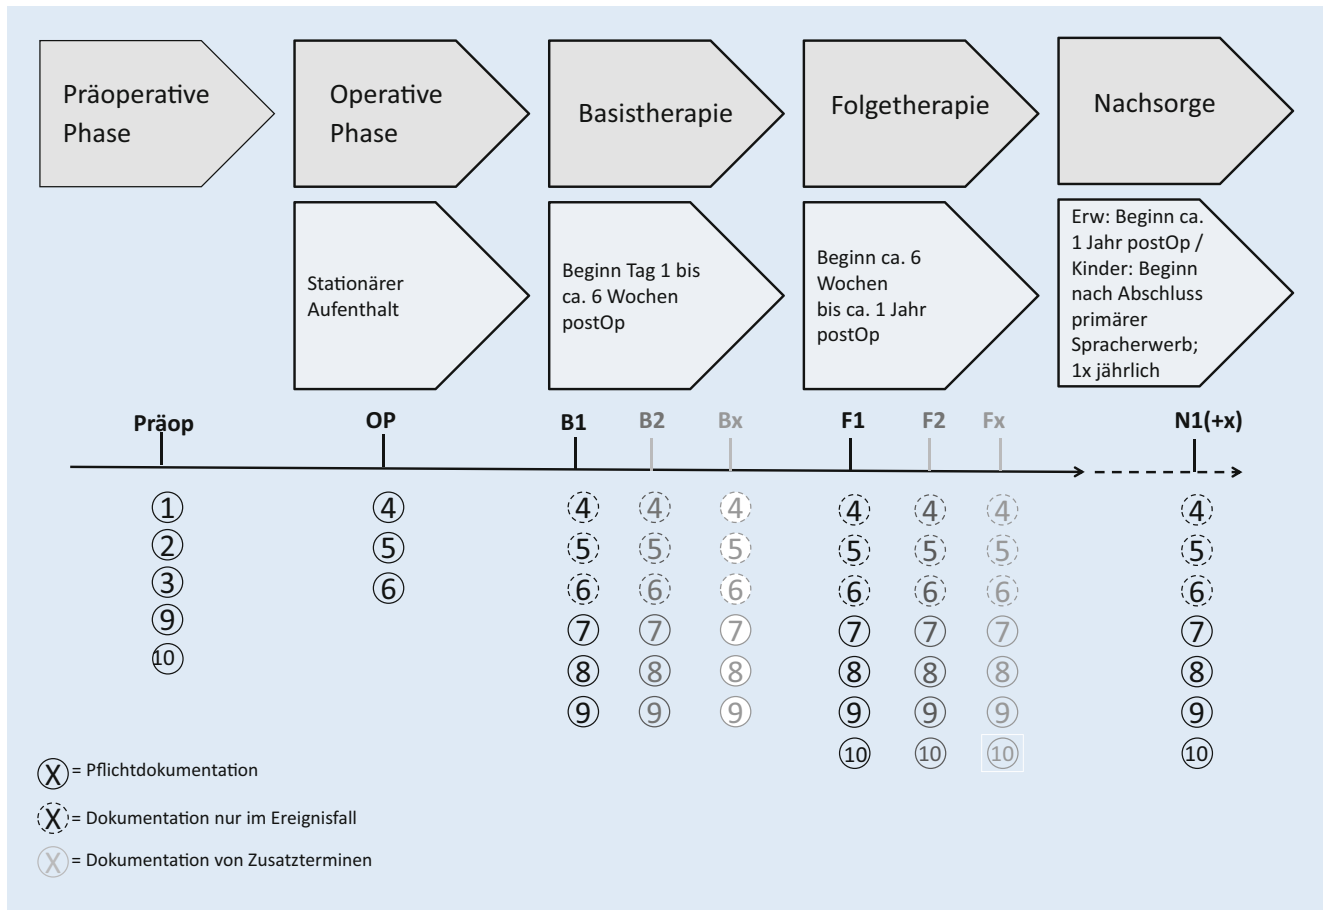 Präoperative
Phase
Operative
Phase
Basistherapie
Folgetherapie
Nachsorge
Stationärer
Aufenthalt
Beginn Tag 1 bis
ca. 6 Wochen
postOp
Beginn ca. 6
Wochen
bis ca. 1 Jahr
postOp
Erw: Beginn ca.
1 Jahr postOp /
Kinder: Beginn
nach Abschluss
primärer
Spracherwerb;
1x jährlich
Präop
OP
B1
B2
Bx
F1
F2
Fx
N1(+x)
1
2
3
9
10
4
5
6
4
5
6
7
8
9
4
5
6
7
8
9
4
5
6
7
8
9
4
5
6
7
8
9
10
4
5
6
7
8
9
10
4
5
6
7
8
9
10
4
5
6
7
8
9
10
X = Pflichtdokumentation
X = Dokumentation nur im Ereignisfall
X = Dokumentation von Zusatzterminen